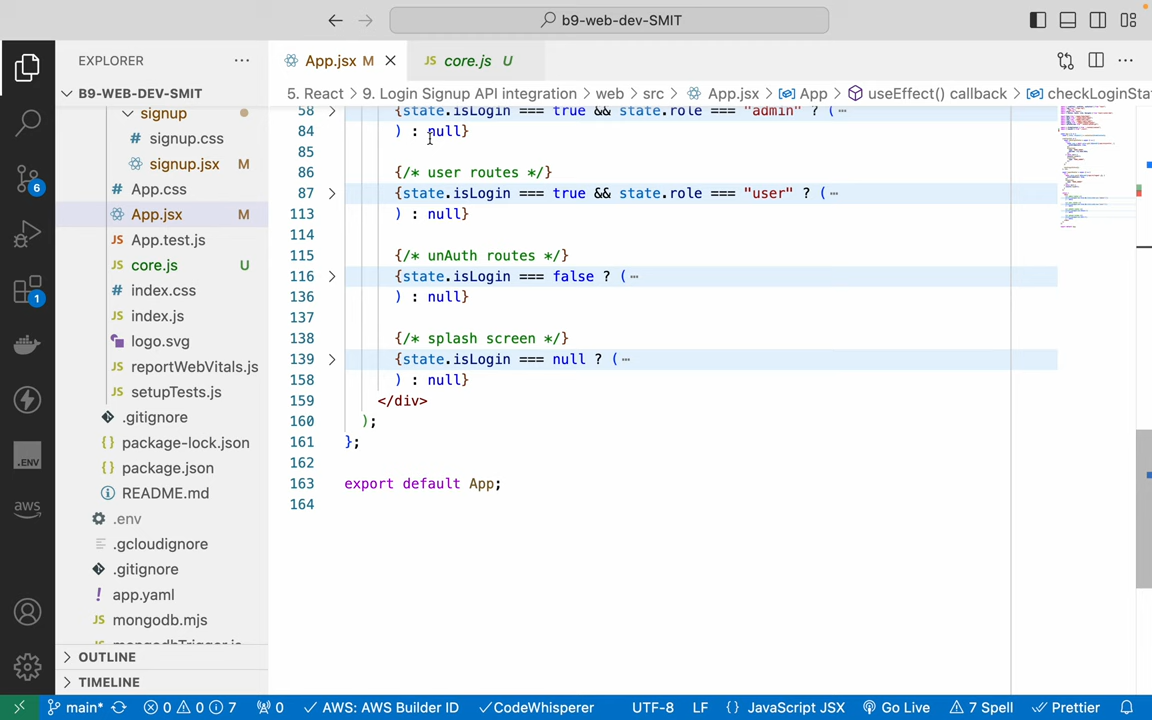 b9-web-dev-SMIT
EXPLORER
App.jsx M
core.js U
B9-WEB-DEV-SMIT
5. React > 9. Login Signup API integration > web > src > App.jsx > App > useEffect() callback > checkLoginSta
signup
signup.css
signup.jsx M
App.css
App.jsx M
App.test.js
core.js U
index.css
index.js
logo.svg
reportWebVitals.js
setupTests.js
.gitignore
package-lock.json
package.json
README.md
.env
.gcloudignore
.gitignore
app.yaml
mongodb.mjs
OUTLINE
TIMELINE
6
1
.ENV
aws
58 {state.isLogin === true && state.role === "admin" ? (
84 ) : null}
85
86 {/* user routes */}
87 {state.isLogin === true && state.role === "user" ? (
113 ) : null}
114
115 {/* unAuth routes */}
116 {state.isLogin === false ? (
136 ) : null}
137
138 {/* splash screen */}
139 {state.isLogin === null ? (
158 ) : null}
159 </div>
160 );
161 };
162
163 export default App;
164
main* 0 0 7 0 AWS: AWS Builder ID CodeWhisperer UTF-8 LF {} JavaScript JSX Go Live 7 Spell Prettier